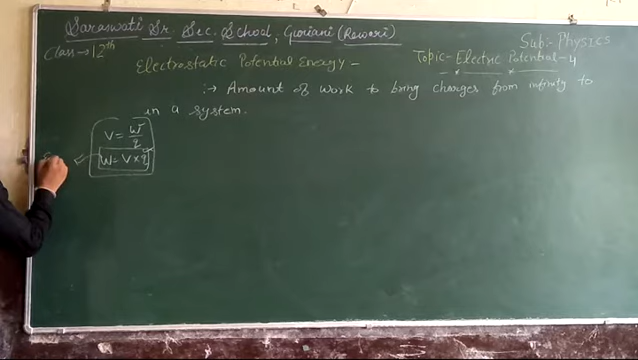 Saraswati Sr. Sec. School, Goriani (Rewari)
Sub:- Physics
Class→12th
Topic- Electric Potential-4
Electrostatic Potential Energy -
:→ Amount of work to bring charges from infinity to
in a system.
V = W/q
W = V×q